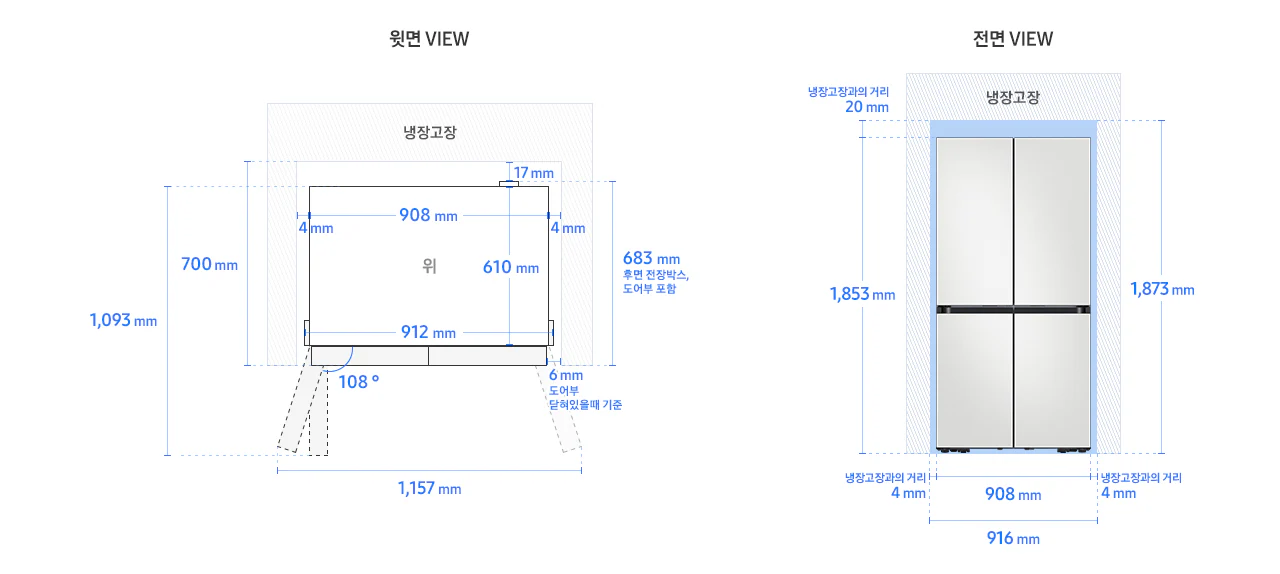 윗면 VIEW
냉장고장
17 mm
908 mm
4 mm
4 mm
700 mm
위
610 mm
683 mm
후면 전장박스,
도어부 포함
1,093 mm
912 mm
108 º
6 mm
도어부
닫혀있을때 기준
1,157 mm
전면 VIEW
냉장고장과의 거리
20 mm
냉장고장
1,853 mm
1,873 mm
냉장고장과의 거리
4 mm
908 mm
냉장고장과의 거리
4 mm
916 mm